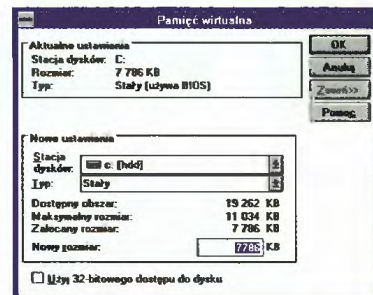 Pamięć wirtualna
Aktualne ustawienia
Stacja dysków: C:
Rozmiar: 7 786 KB
Typ: Stały (używa BIOS)
OK
Anuluj
Zmień>>
Pomoc
Nowe ustawienia
Stacja dysków: c: [hdd]
Typ: Stały
Dostępny obszar: 19 262 KB
Maksymalny rozmiar: 11 034 KB
Zalecany rozmiar: 7 786 KB
Nowy rozmiar: 7786 KB
Użyj 32-bitowego dostępu do dysku